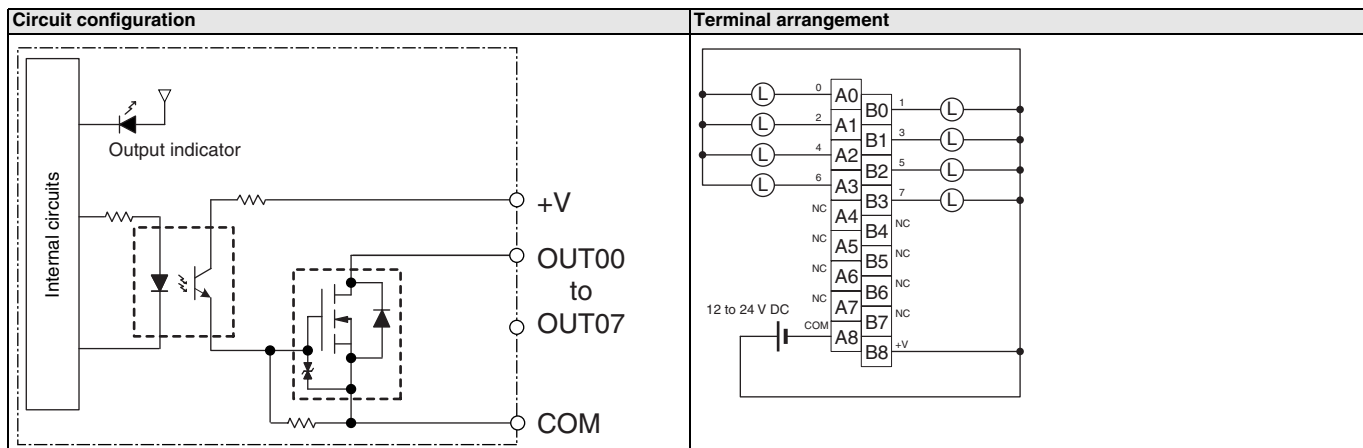 Circuit configuration
Terminal arrangement
Output indicator
Internal circuits
+V
OUT00
to
OUT07
COM
L 0 A0
B0 1 L
L 2 A1
B1 3 L
L 4 A2
B2 5 L
L 6 A3
B3 7 L
NC A4
B4 NC
NC A5
B5 NC
NC A6
B6 NC
NC A7
B7 NC
12 to 24 V DC
COM A8
B8 +V